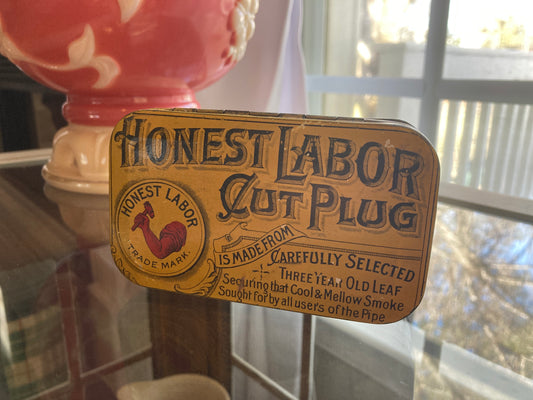 HONEST LABOR
CUT PLUG
HONEST LABOR
TRADE MARK.
IS MADE FROM
CAREFULLY SELECTED
THREE YEAR OLD LEAF
Securing that Cool & Mellow Smoke
Sought for by all users of the Pipe